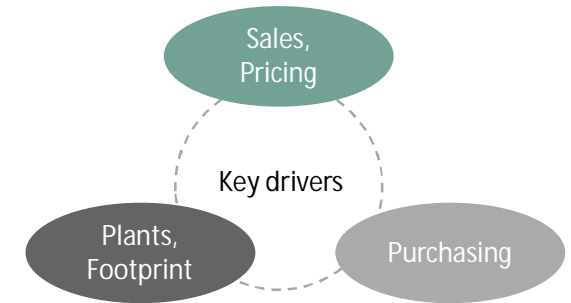 Sales,
Pricing
Key drivers
Plants,
Footprint
Purchasing